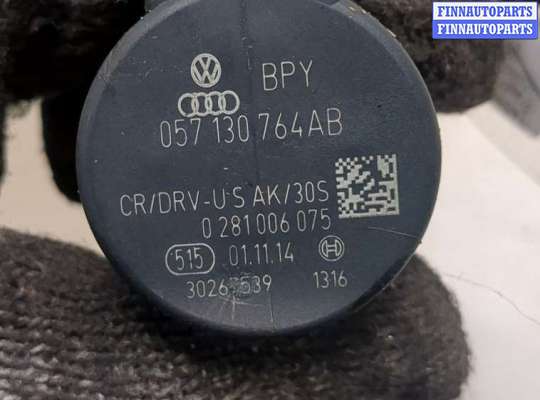 FINNAUTOPARTS
FINNAUTOPARTS
BPY
057 130 764AB
CR/DRV-U S AK/30S
0 281 006 075
515 01.11.14
1316